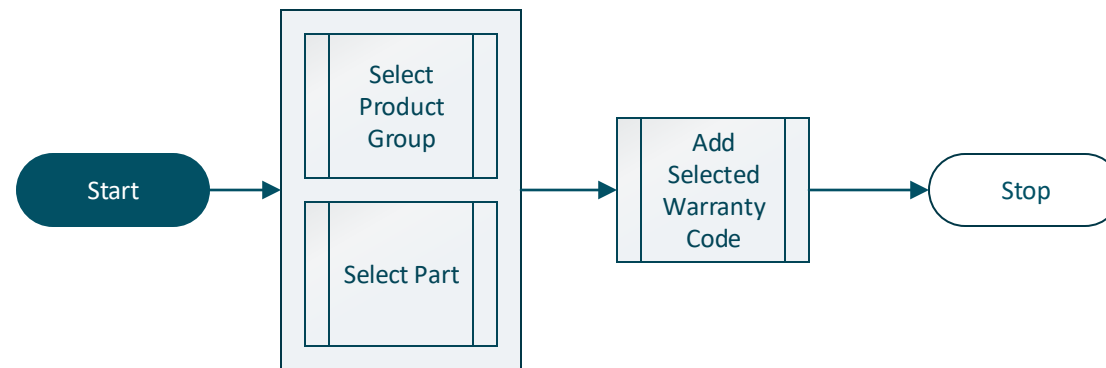 Start
Select
Product
Group
Select Part
Add
Selected
Warranty
Code
Stop